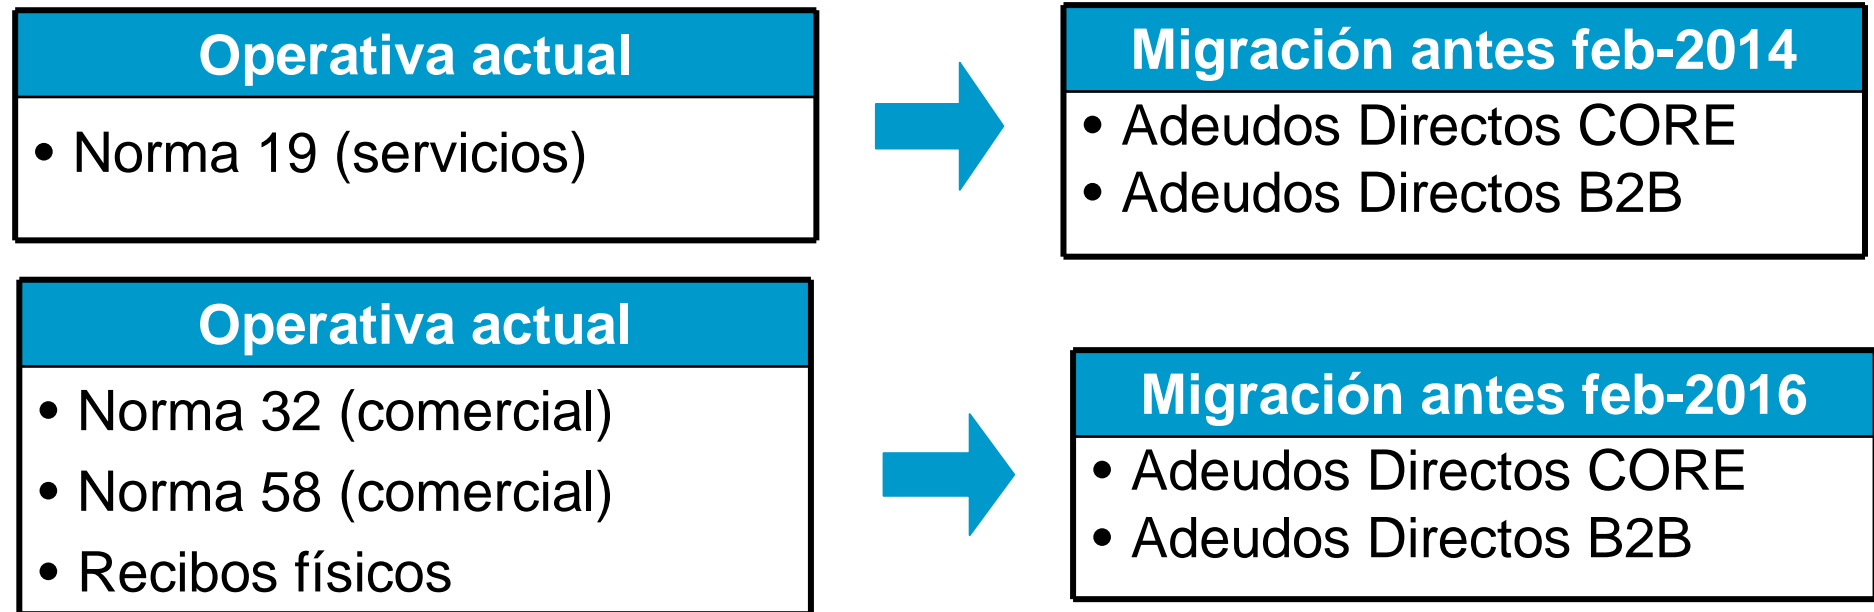 Operativa actual
• Norma 19 (servicios)
Migración antes feb-2014
• Adeudos Directos CORE
• Adeudos Directos B2B
Operativa actual
• Norma 32 (comercial)
• Norma 58 (comercial)
• Recibos físicos
Migración antes feb-2016
• Adeudos Directos CORE
• Adeudos Directos B2B